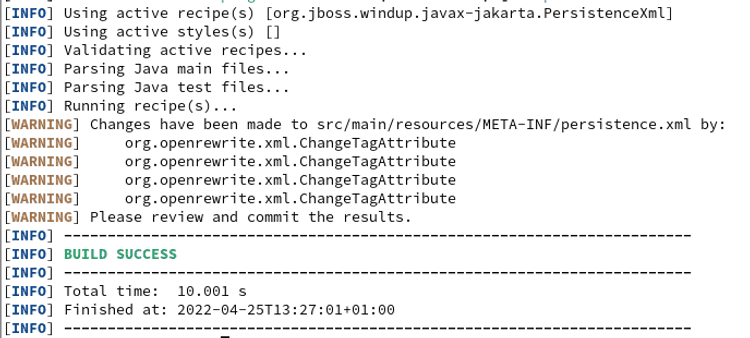 [INFO] Using active recipe(s) [org.jboss.windup.javax-jakarta.PersistenceXml]
[INFO] Using active styles(s) []
[INFO] Validating active recipes...
[INFO] Parsing Java main files...
[INFO] Parsing Java test files...
[INFO] Running recipe(s)...
[WARNING] Changes have been made to src/main/resources/META-INF/persistence.xml by:
[WARNING]     org.openrewrite.xml.ChangeTagAttribute
[WARNING]     org.openrewrite.xml.ChangeTagAttribute
[WARNING]     org.openrewrite.xml.ChangeTagAttribute
[WARNING]     org.openrewrite.xml.ChangeTagAttribute
[WARNING] Please review and commit the results.
[INFO] ------------------------------------------------------------------------
[INFO] BUILD SUCCESS
[INFO] ------------------------------------------------------------------------
[INFO] Total time:  10.001 s
[INFO] Finished at: 2022-04-25T13:27:01+01:00
[INFO] ------------------------------------------------------------------------